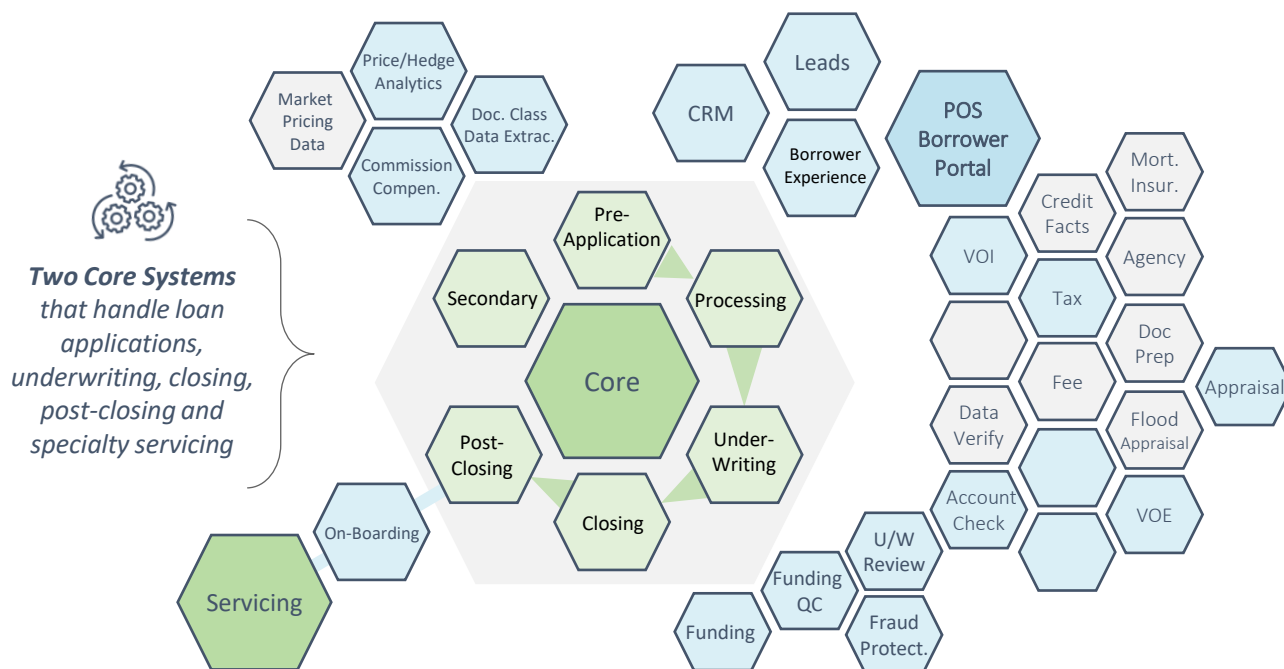 Price/Hedge
Analytics
Market
Pricing
Data
Doc. Class
Data Extrac.
Commission
Compen.
Leads
CRM
Borrower
Experience
POS
Borrower
Portal
Mort.
Insur.
Credit
Facts
VOI
Agency
Tax
Doc
Prep
Fee
Appraisal
Data
Verify
Flood
Appraisal
Account
Check
VOE
Two Core Systems
that handle loan
applications,
underwriting, closing,
post-closing and
specialty servicing
Pre-
Application
Secondary
Processing
Core
Post-
Closing
Under-
Writing
Closing
On-Boarding
Servicing
U/W
Review
Funding
QC
Funding
Fraud
Protect.